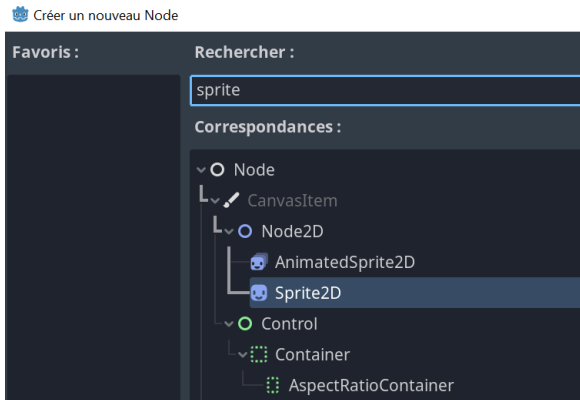 Créer un nouveau Node
Favoris :
Rechercher :
sprite
Correspondances :
Node
CanvasItem
Node2D
AnimatedSprite2D
Sprite2D
Control
Container
AspectRatioContainer